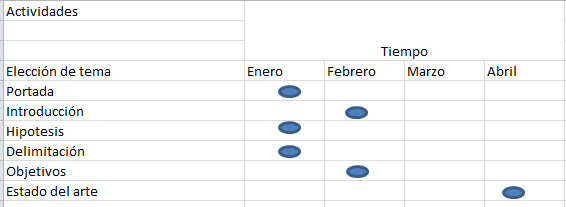 Actividades
Tiempo
Elección de tema Enero Febrero Marzo Abril
Portada
Introducción
Hipotesis
Delimitación
Objetivos
Estado del arte